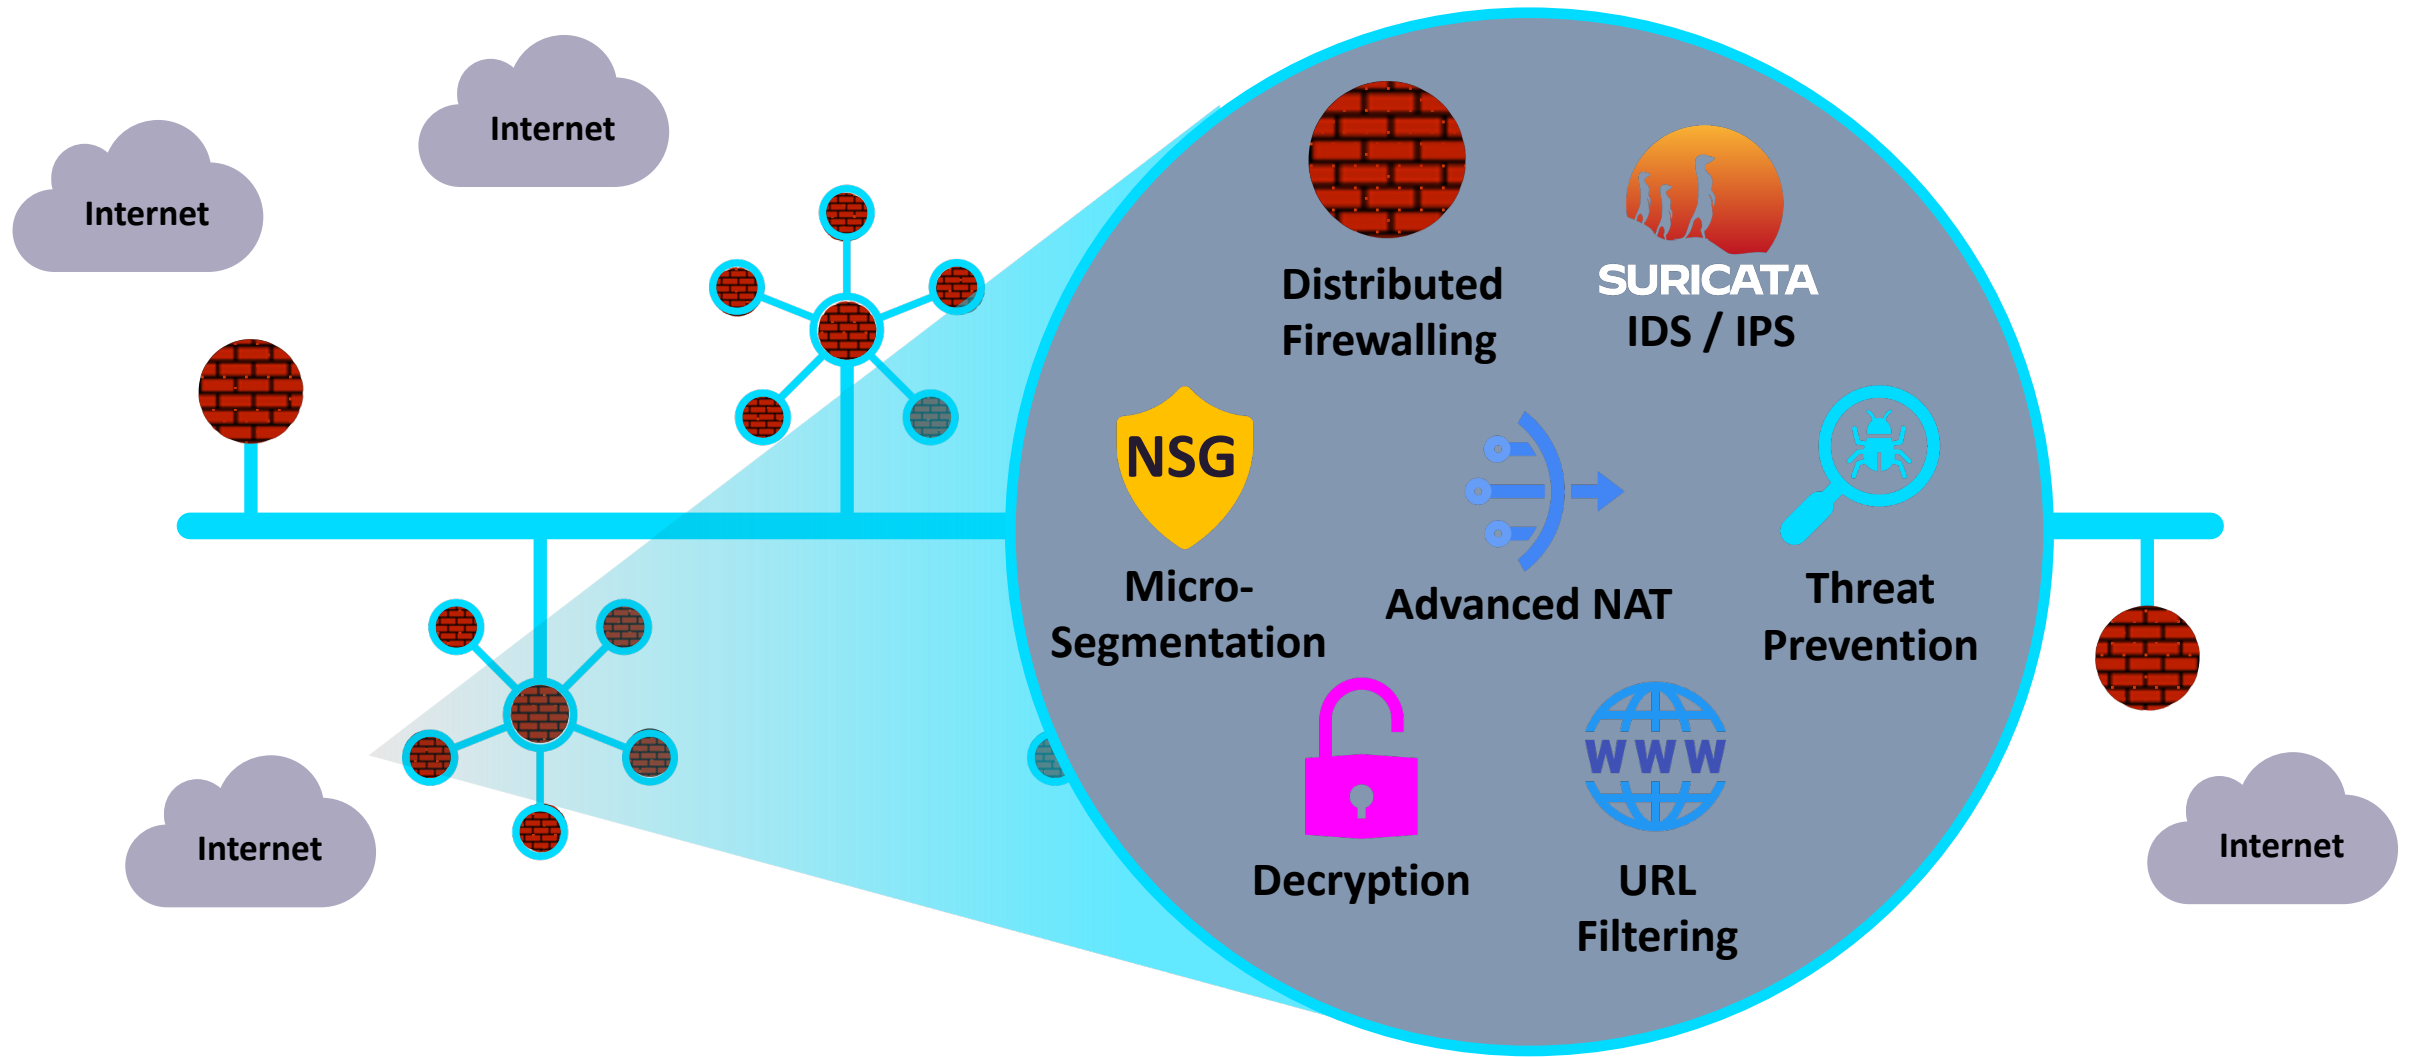 Internet
Internet
Distributed
Firewalling
SURICATA
IDS / IPS
NSG
Micro-
Segmentation
Advanced NAT
Threat
Prevention
WWW
Decryption
URL
Filtering
Internet
Internet